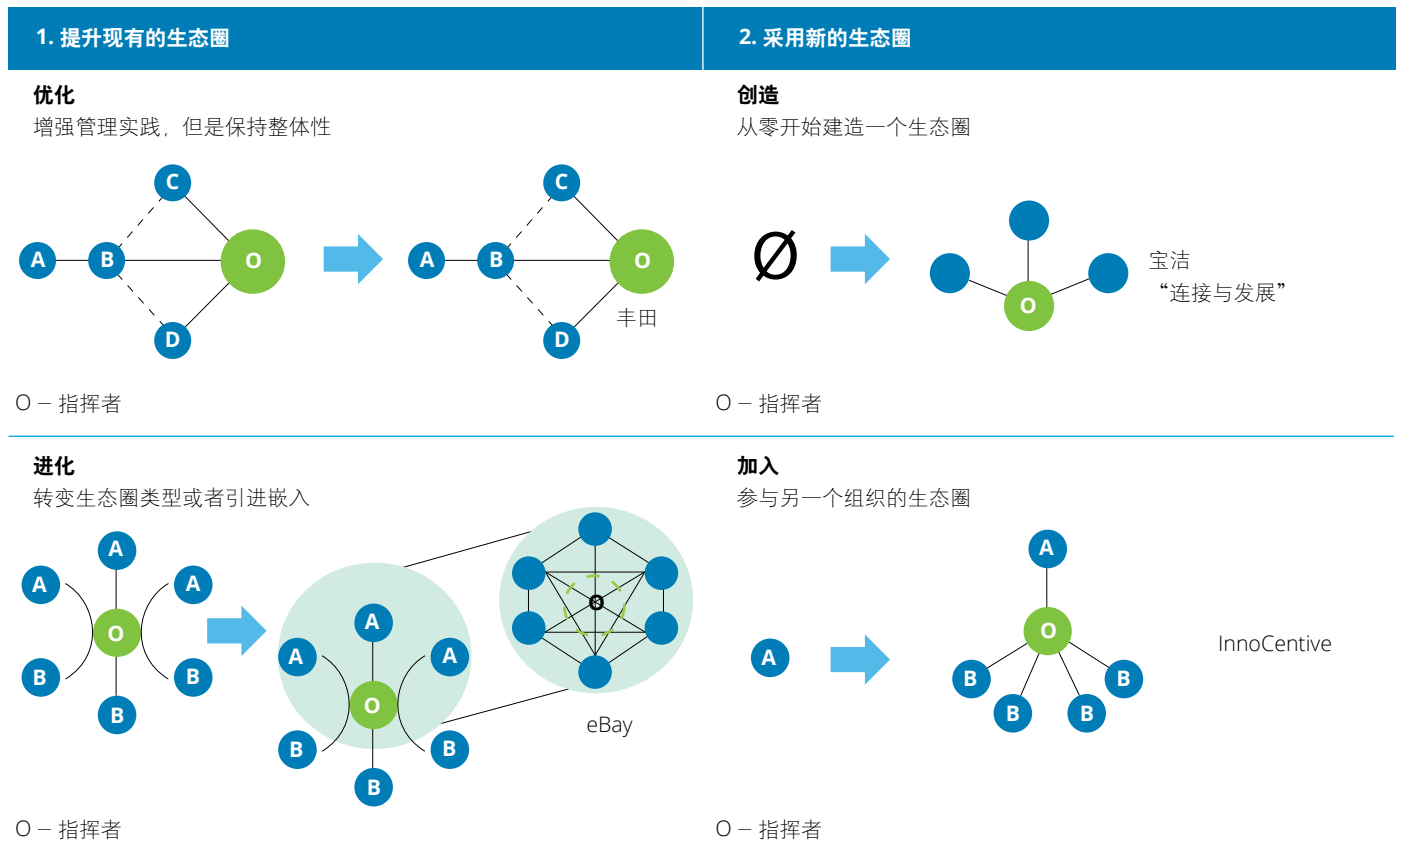 1. 提升现有的生态圈
2. 采用新的生态圈
优化
增强管理实践，但是保持整体性
C
A
B
O
D
C
A
B
O
D
丰田
O – 指挥者
创造
从零开始建造一个生态圈
Ø
O
宝洁
“连接与发展”
O – 指挥者
进化
转变生态圈类型或者引进嵌入
A
A
A
O
B
B
B
A
A
A
O
B
B
B
O
eBay
O – 指挥者
加入
参与另一个组织的生态圈
A
A
O
B
B
B
B
InnoCentive
O – 指挥者